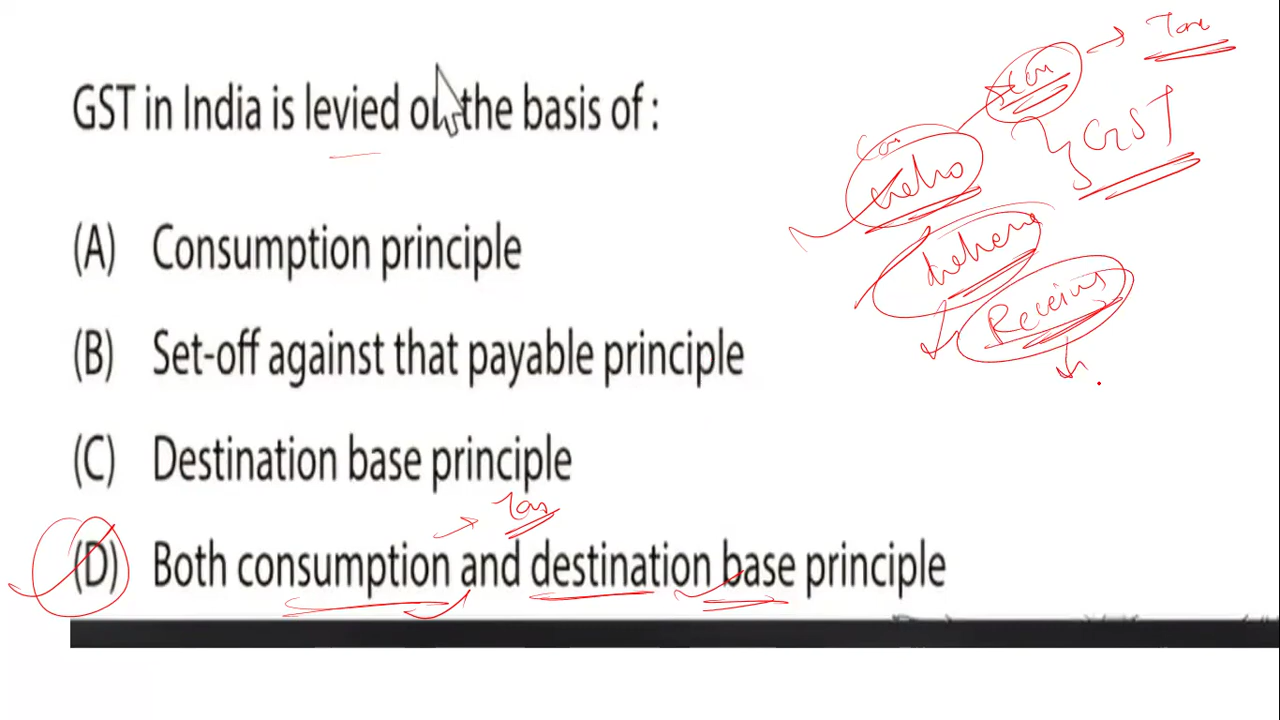 GST in India is levied on the basis of :
(A) Consumption principle
(B) Set-off against that payable principle
(C) Destination base principle
(D) Both consumption and destination base principle
GST
Tax